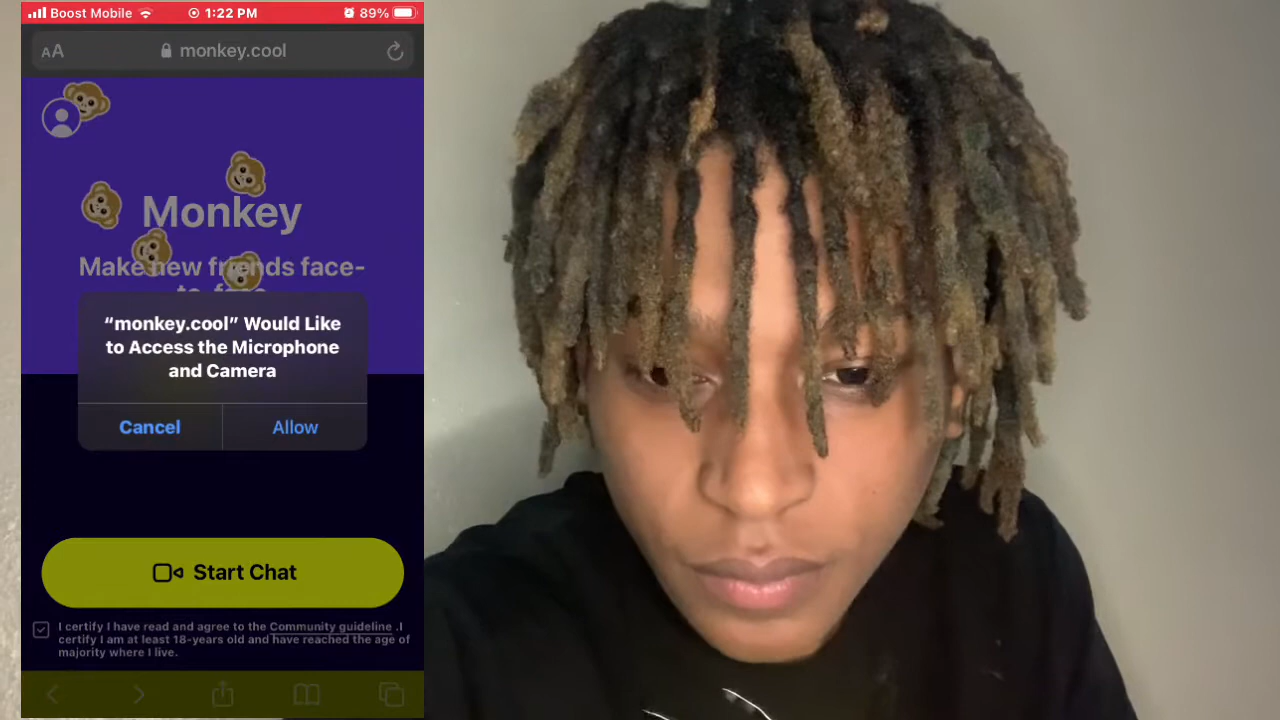 Boost Mobile 1:22 PM 89%
AA monkey.cool
Monkey
Make new friends face-
to-face
“monkey.cool” Would Like
to Access the Microphone
and Camera
Cancel Allow
Start Chat
I certify I have read and agree to the Community guideline .I
certify I am at least 18-years old and have reached the age of
majority where I live.